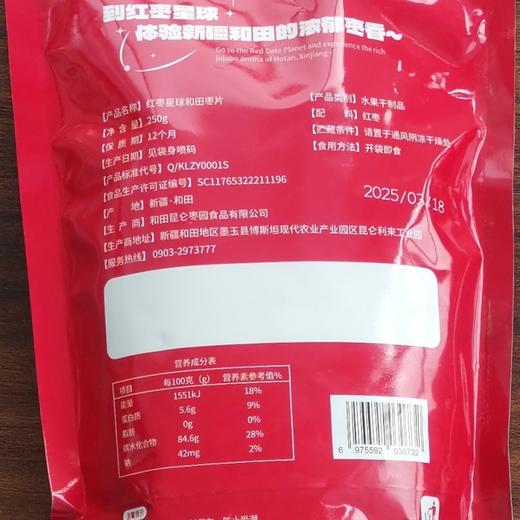 到红枣星球
体验新疆和田的浓郁枣香~
Go to the Red Date Planet and experience the rich
jujube aroma of Hotan, Xinjiang~
【产品名称】红枣星球和田枣片
【净 含 量】250g
【保 质 期】12个月
【生产日期】见袋身喷码
【产品标准代号】Q/KLZY0001S
【食品生产许可证编号】SC11765322211196
【产 地】新疆·和田
【生 产 商】和田昆仑枣园食品有限公司
【生产商地址】新疆和田地区墨玉县博斯坦现代农业产业园区昆仑利来工业园
【服务热线】0903-2973777
【产品类别】水果干制品
【配 料】红枣
【贮藏条件】请置于通风阴凉干燥处
【食用方法】开袋即食
2025/03/18
营养成分表
项目 每100克(g) 营养素参考值%
能量 1551kJ 18%
蛋白质 5.6g 9%
脂肪 0g 0%
碳水化合物 84.6g 28%
钠 42mg 2%
6 975592 030732